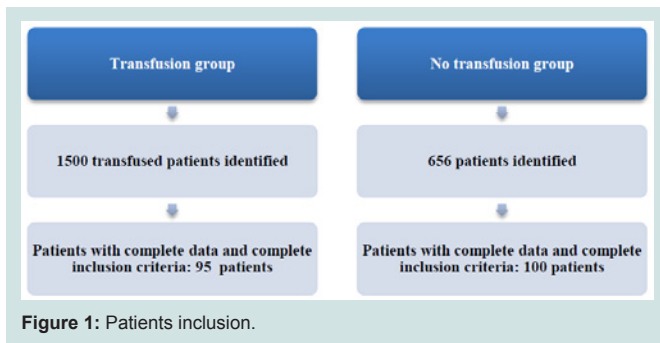 Transfusion group
No transfusion group
1500 transfused patients identified
656 patients identified
Patients with complete data and complete
inclusion criteria: 95 patients
Patients with complete data and complete
inclusion criteria: 100 patients
Figure 1: Patients inclusion.